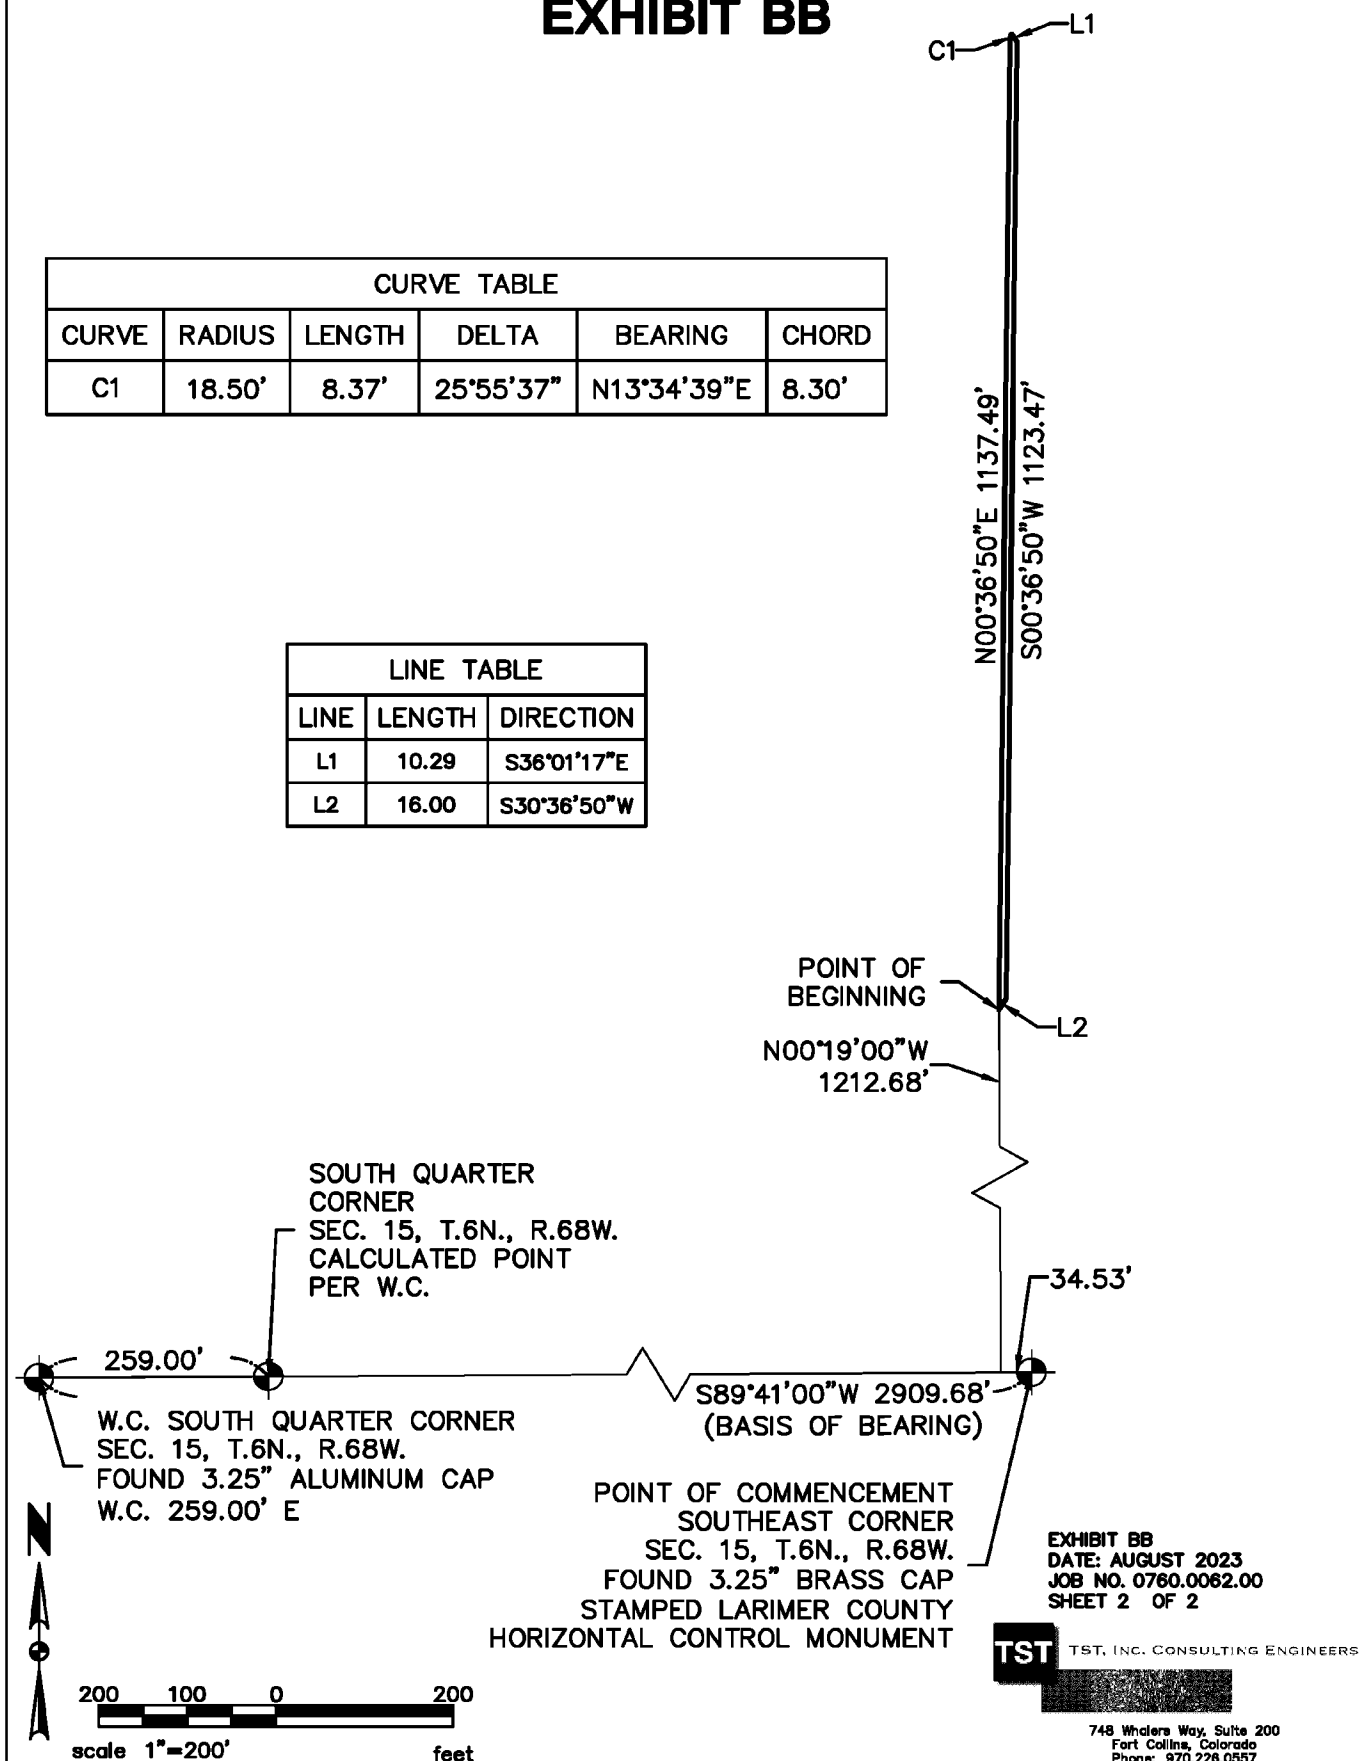 EXHIBIT BB
L1
C1
CURVE TABLE
CURVE RADIUS LENGTH DELTA BEARING CHORD
C1 18.50' 8.37' 25°55'37" N13°34'39"E 8.30'
N00°36'50"E 1137.49'
S00°36'50"W 1123.47'
LINE TABLE
LINE LENGTH DIRECTION
L1 10.29 S36°01'17"E
L2 16.00 S30°36'50"W
POINT OF
BEGINNING
L2
N00°19'00"W
1212.68'
SOUTH QUARTER
CORNER
SEC. 15, T.6N., R.68W.
CALCULATED POINT
PER W.C.
34.53'
259.00'
S89°41'00"W 2909.68'
(BASIS OF BEARING)
W.C. SOUTH QUARTER CORNER
SEC. 15, T.6N., R.68W.
FOUND 3.25" ALUMINUM CAP
W.C. 259.00' E
POINT OF COMMENCEMENT
SOUTHEAST CORNER
SEC. 15, T.6N., R.68W.
FOUND 3.25" BRASS CAP
STAMPED LARIMER COUNTY
HORIZONTAL CONTROL MONUMENT
N
EXHIBIT BB
DATE: AUGUST 2023
JOB NO. 0760.0062.00
SHEET 2 OF 2
TST TST, INC. CONSULTING ENGINEERS
200 100 0 200
scale 1"=200' feet
748 Whalers Way, Suite 200
Fort Collins, Colorado
Phone: 970.226.0557